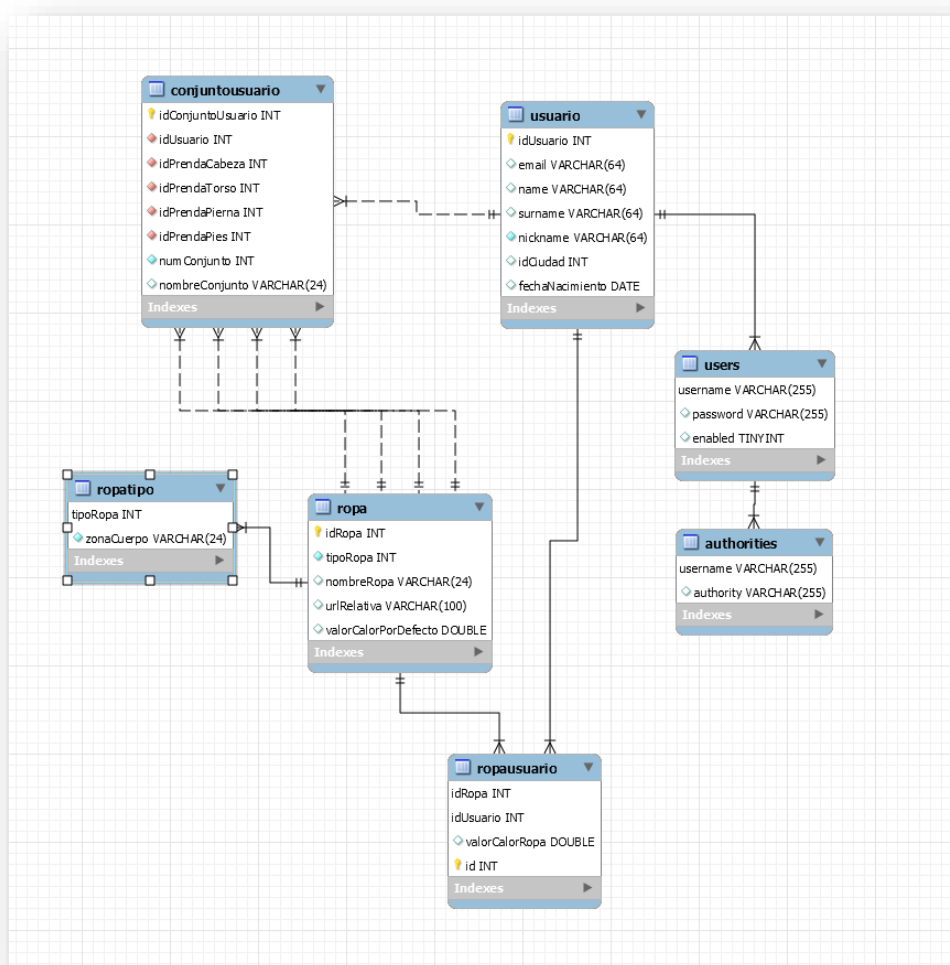 conjuntousuario
idConjuntoUsuario INT
idUsuario INT
idPrendaCabeza INT
idPrendaTorso INT
idPrendaPierna INT
idPrendaPies INT
numConjunto INT
nombreConjunto VARCHAR(24)
Indexes
usuario
idUsuario INT
email VARCHAR(64)
name VARCHAR(64)
surname VARCHAR(64)
nickname VARCHAR(64)
idCiudad INT
fechaNacimiento DATE
Indexes
users
username VARCHAR(255)
password VARCHAR(255)
enabled TINYINT
Indexes
ropatipo
tipoRopa INT
zonaCuerpo VARCHAR(24)
Indexes
ropa
idRopa INT
tipoRopa INT
nombreRopa VARCHAR(24)
urlRelativa VARCHAR(100)
valorCalorPorDefecto DOUBLE
Indexes
authorities
username VARCHAR(255)
authority VARCHAR(255)
Indexes
ropausuario
idRopa INT
idUsuario INT
valorCalorRopa DOUBLE
id INT
Indexes